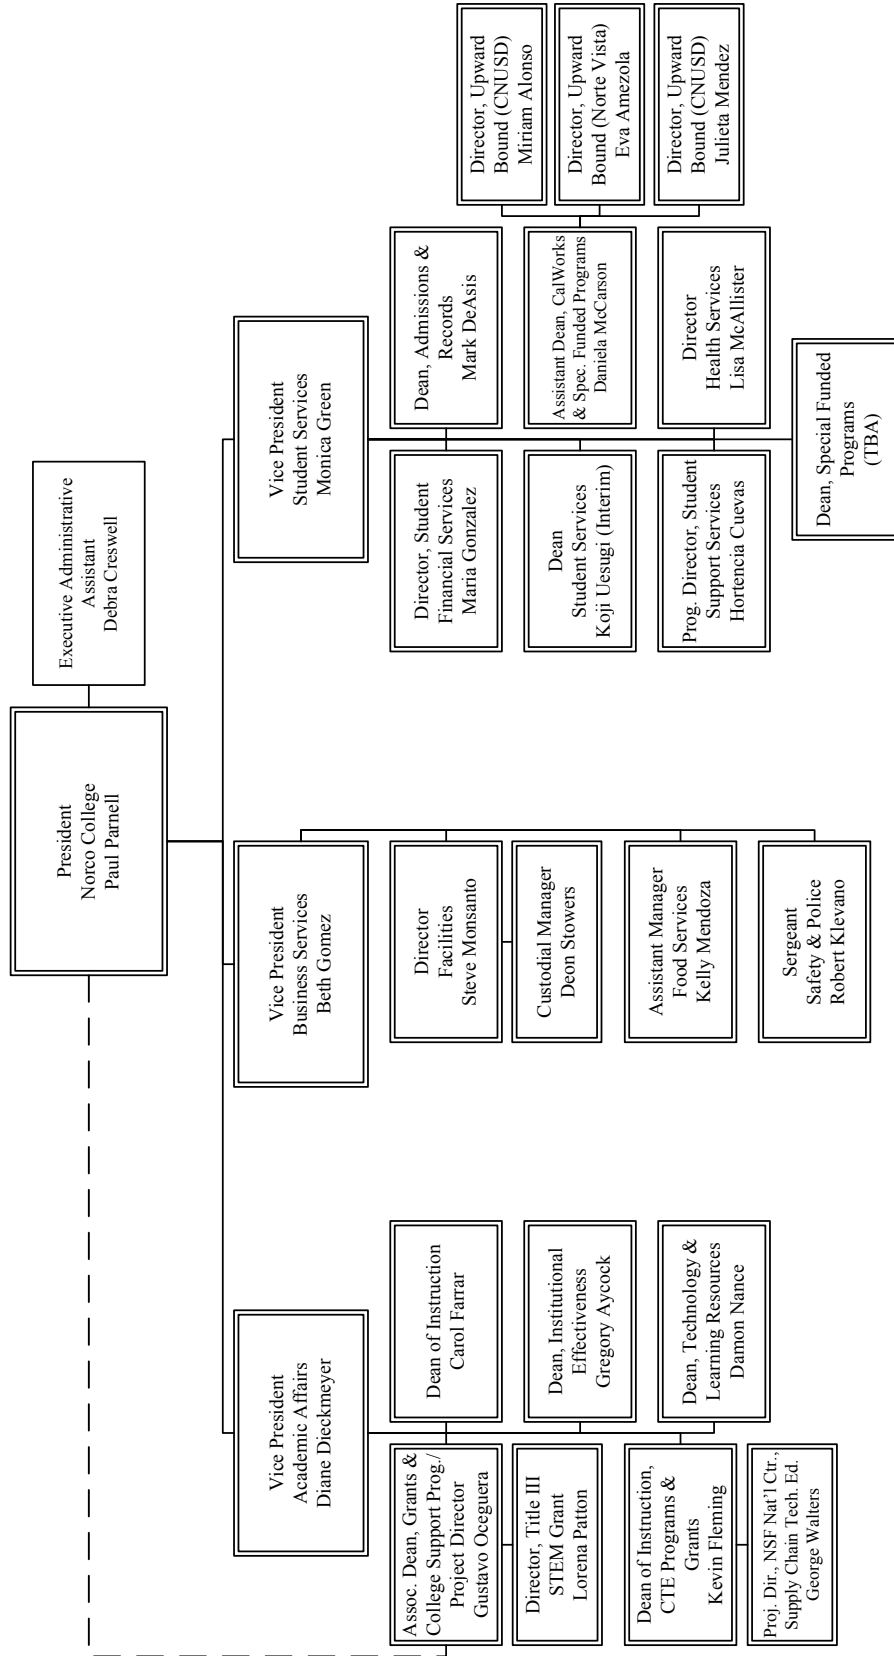 President
Norco College
Paul Parnell
Executive Administrative
Assistant
Debra Creswell
Vice President
Academic Affairs
Diane Dieckmeyer
Vice President
Business Services
Beth Gomez
Vice President
Student Services
Monica Green
Assoc. Dean, Grants &
College Support Prog./
Project Director
Gustavo Oceguera
Dean of Instruction
Carol Farrar
Director, Title III
STEM Grant
Lorena Patton
Dean, Institutional
Effectiveness
Gregory Aycock
Dean of Instruction,
CTE Programs &
Grants
Kevin Fleming
Dean, Technology &
Learning Resources
Damon Nance
Proj. Dir., NSF Nat'l Ctr.,
Supply Chain Tech. Ed.
George Walters
Director
Facilities
Steve Monsanto
Custodial Manager
Deon Stowers
Assistant Manager
Food Services
Kelly Mendoza
Sergeant
Safety & Police
Robert Klevano
Director, Student
Financial Services
Maria Gonzalez
Dean, Admissions &
Records
Mark DeAsis
Dean
Student Services
Koji Uesugi (Interim)
Assistant Dean, CalWorks
& Spec. Funded Programs
Daniela McCarson
Prog. Director, Student
Support Services
Hortencia Cuevas
Director
Health Services
Lisa McAllister
Dean, Special Funded
Programs
(TBA)
Director, Upward
Bound (CNUSD)
Miriam Alonso
Director, Upward
Bound (Norte Vista)
Eva Amezola
Director, Upward
Bound (CNUSD)
Julieta Mendez